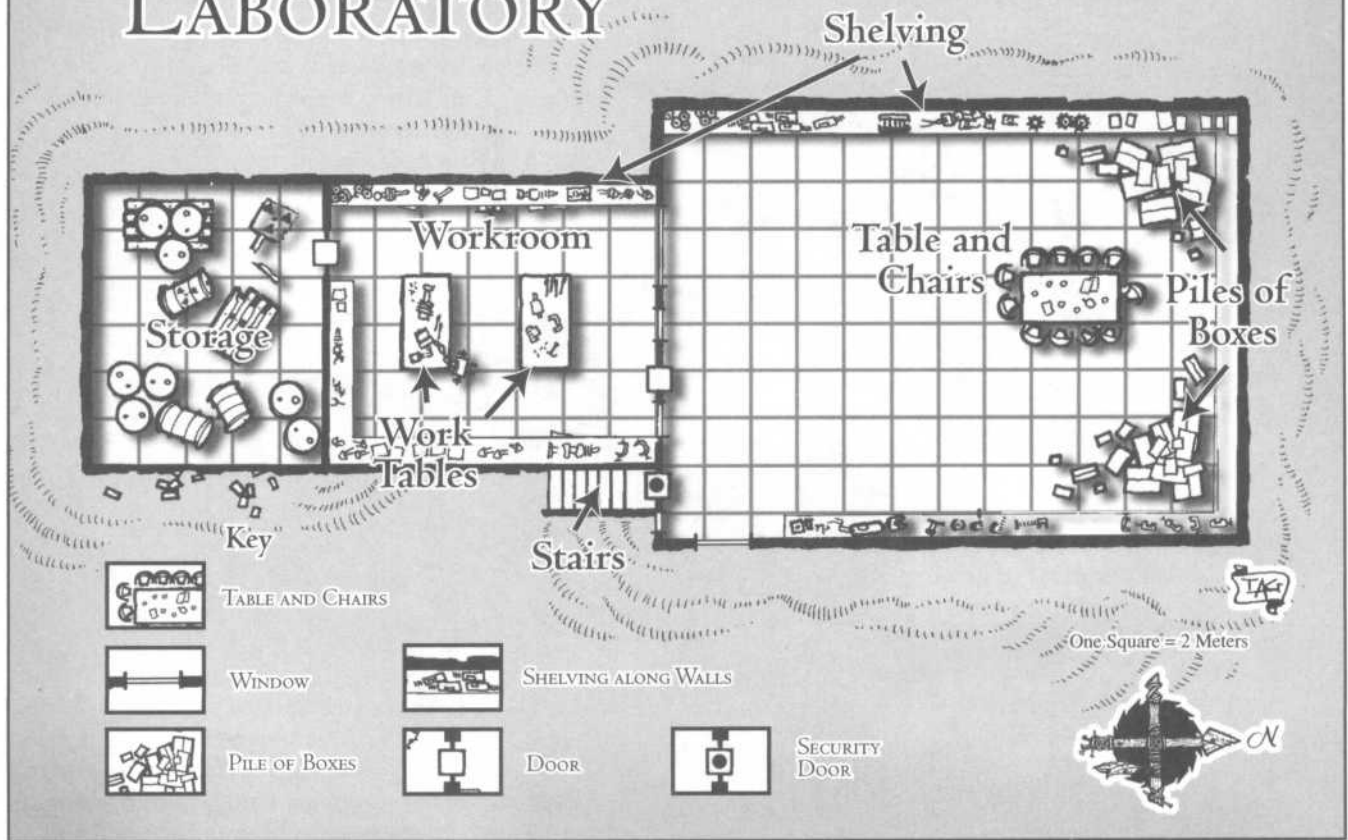 LABORATORY
Shelving
Workroom
Table and
Chairs
Piles of
Boxes
Storage
Work
Tables
Stairs
Key
TABLE AND CHAIRS
WINDOW
SHELVING ALONG WALLS
PILE OF BOXES
DOOR
SECURITY
DOOR
TAG
One Square = 2 Meters
N